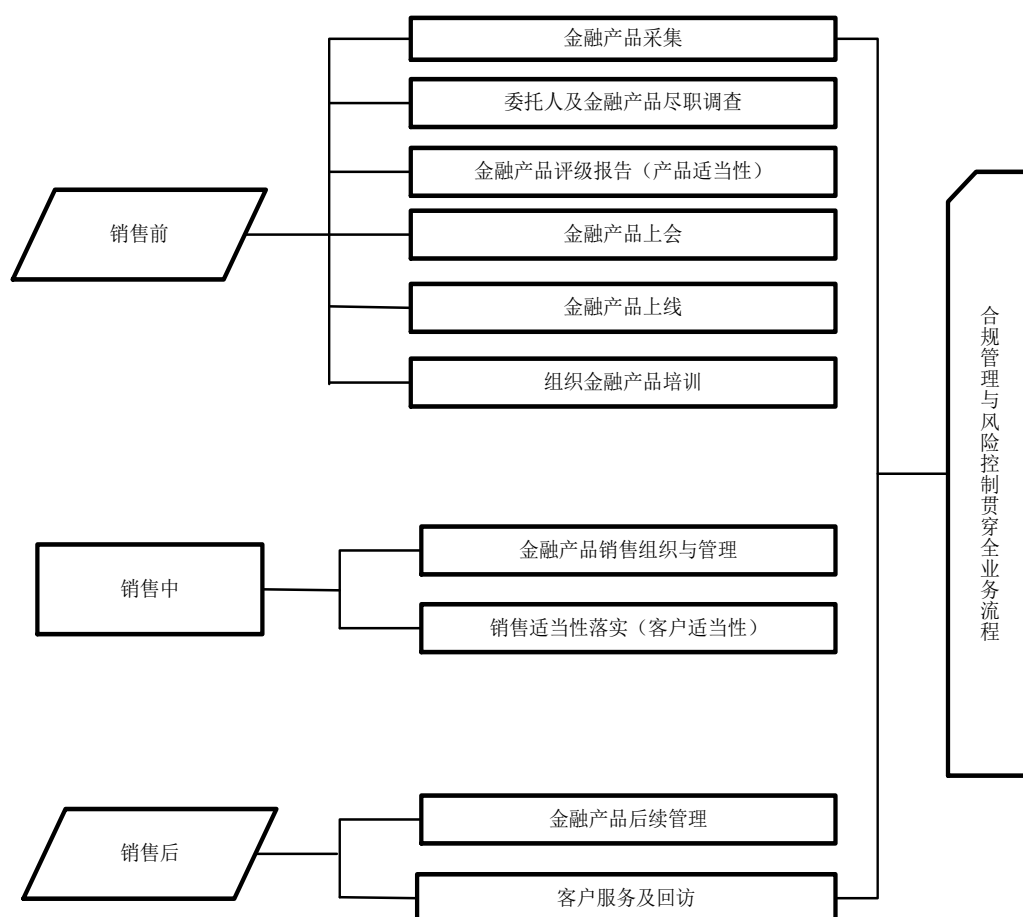 金融产品采集
委托人及金融产品尽职调查
金融产品评级报告（产品适当性）
销售前
金融产品上会
金融产品上线
组织金融产品培训
合规管理与风险控制贯穿全业务流程
金融产品销售组织与管理
销售中
销售适当性落实（客户适当性）
金融产品后续管理
销售后
客户服务及回访